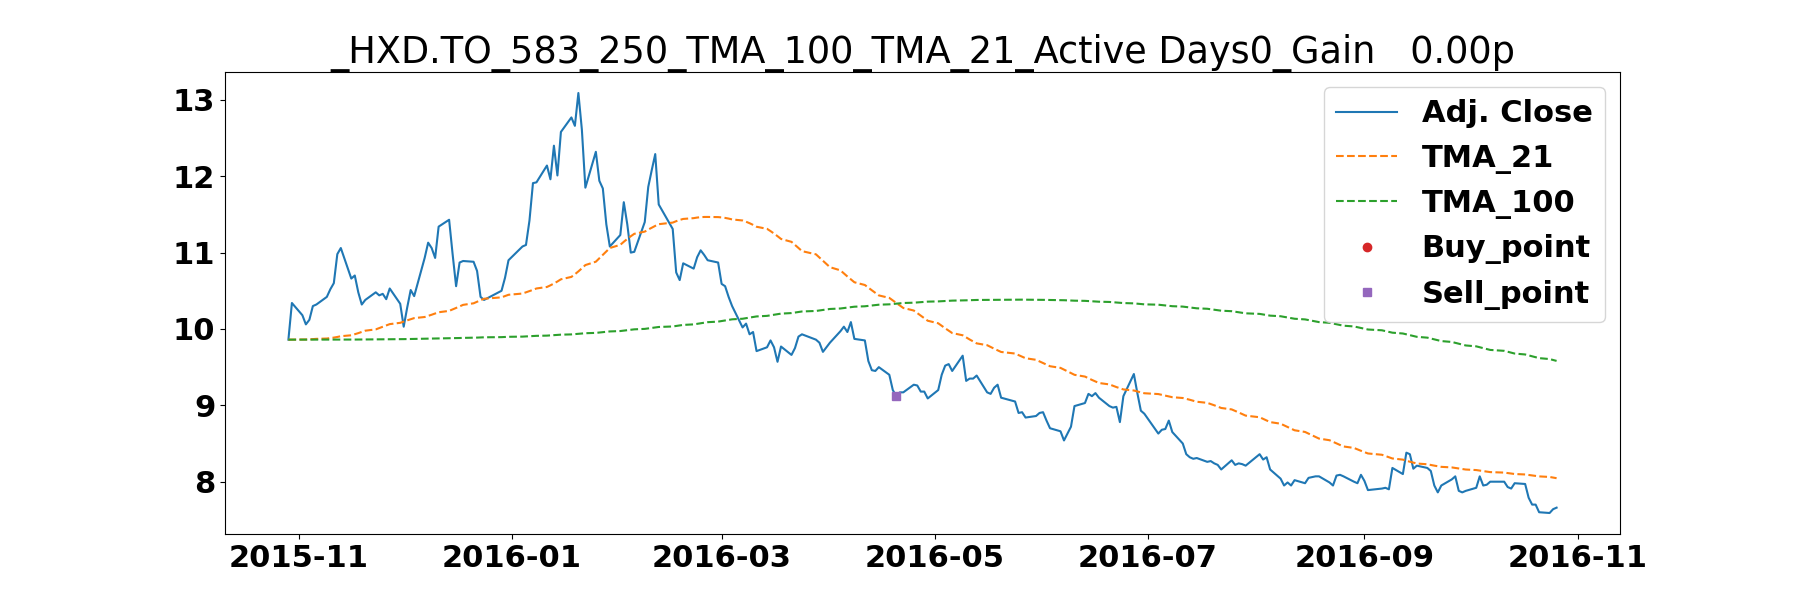 _HXD.TO_583_250_TMA_100_TMA_21_Active Days0_Gain   0.00p
13
12
11
10
9
8
Adj. Close
TMA_21
TMA_100
Buy_point
Sell_point
2015-11 2016-01 2016-03 2016-05 2016-07 2016-09 2016-11